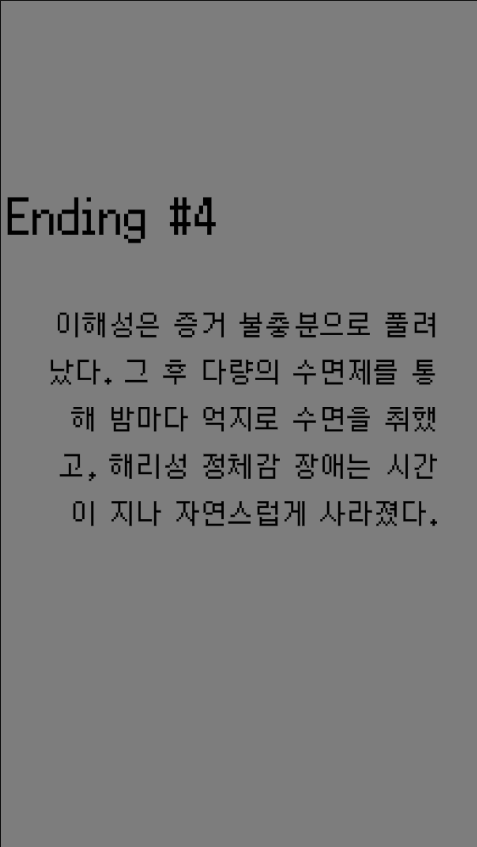 Ending #4
이해성은 증거 불충분으로 풀려
났다. 그 후 다량의 수면제를 통
해 밤마다 억지로 수면을 취했
고, 해리성 정체감 장애는 시간
이 지나 자연스럽게 사라졌다.